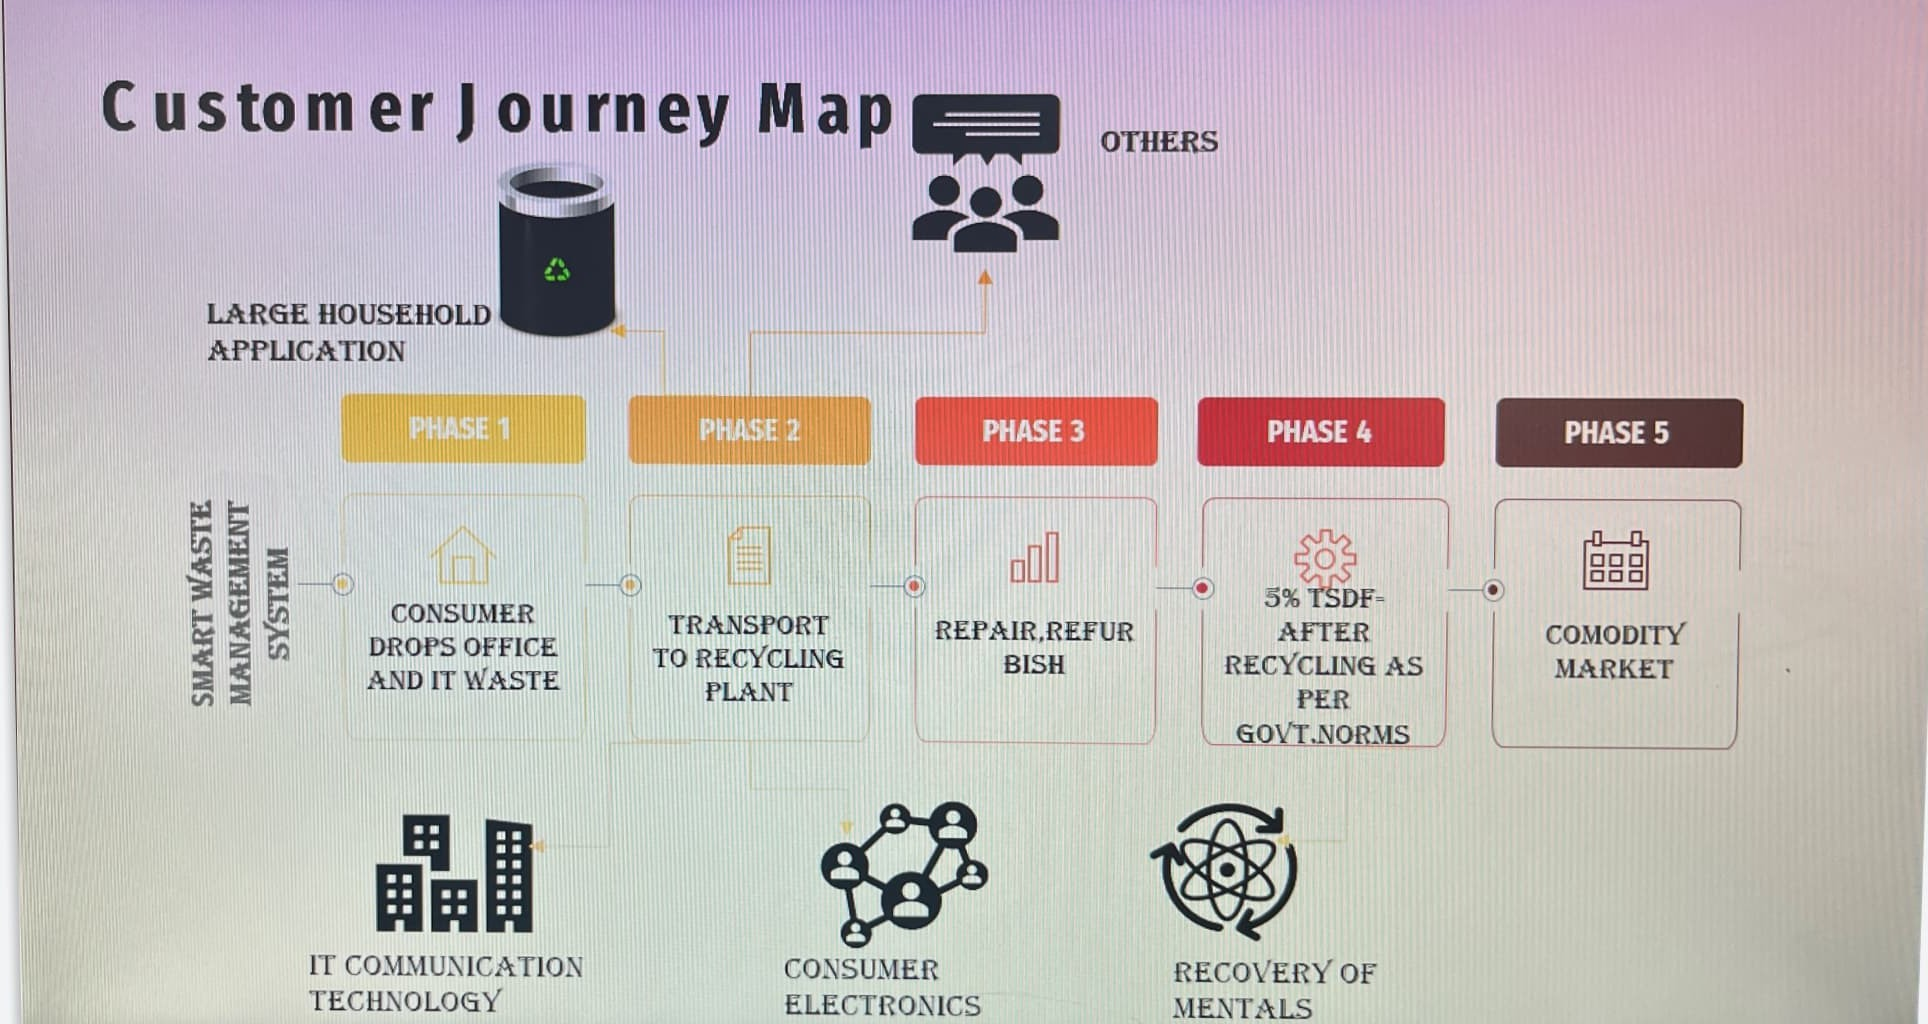 Customer Journey Map
OTHERS
LARGE HOUSEHOLD
APPLICATION
PHASE 1
PHASE 2
PHASE 3
PHASE 4
PHASE 5
SMART WASTE
MANAGEMENT
SYSTEM
CONSUMER
DROPS OFFICE
AND IT WASTE
TRANSPORT
TO RECYCLING
PLANT
REPAIR,REFUR
BISH
5% TSDF-
AFTER
RECYCLING AS
PER
GOVT.NORMS
COMODITY
MARKET
IT COMMUNICATION
TECHNOLOGY
CONSUMER
ELECTRONICS
RECOVERY OF
MENTALS